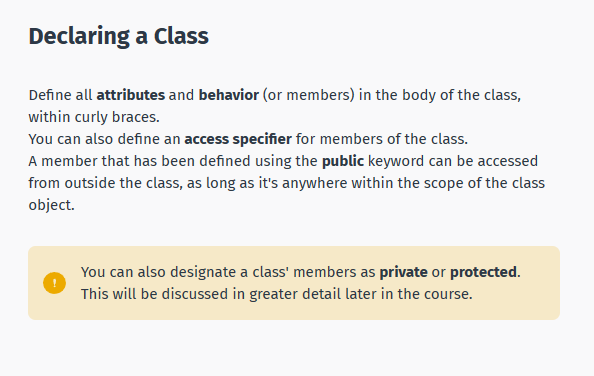 Declaring a Class
Define all attributes and behavior (or members) in the body of the class,
within curly braces.
You can also define an access specifier for members of the class.
A member that has been defined using the public keyword can be accessed
from outside the class, as long as it's anywhere within the scope of the class
object.
!
You can also designate a class' members as private or protected.
This will be discussed in greater detail later in the course.